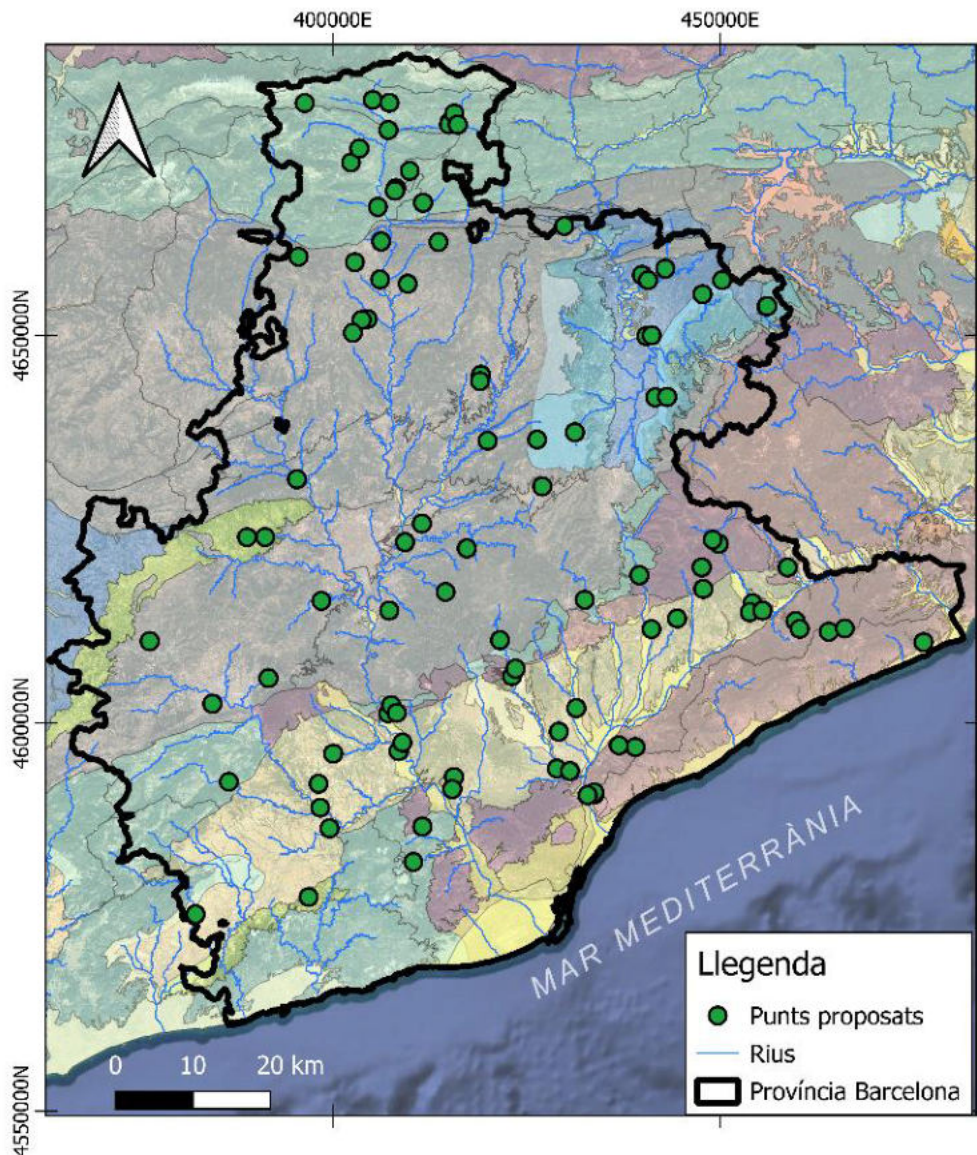 400000E
450000E
4650000N
4600000N
4550000N
MAR MEDITERRÀNIA
Llegenda
Punts proposats
Rius
Província Barcelona
0 10 20 km